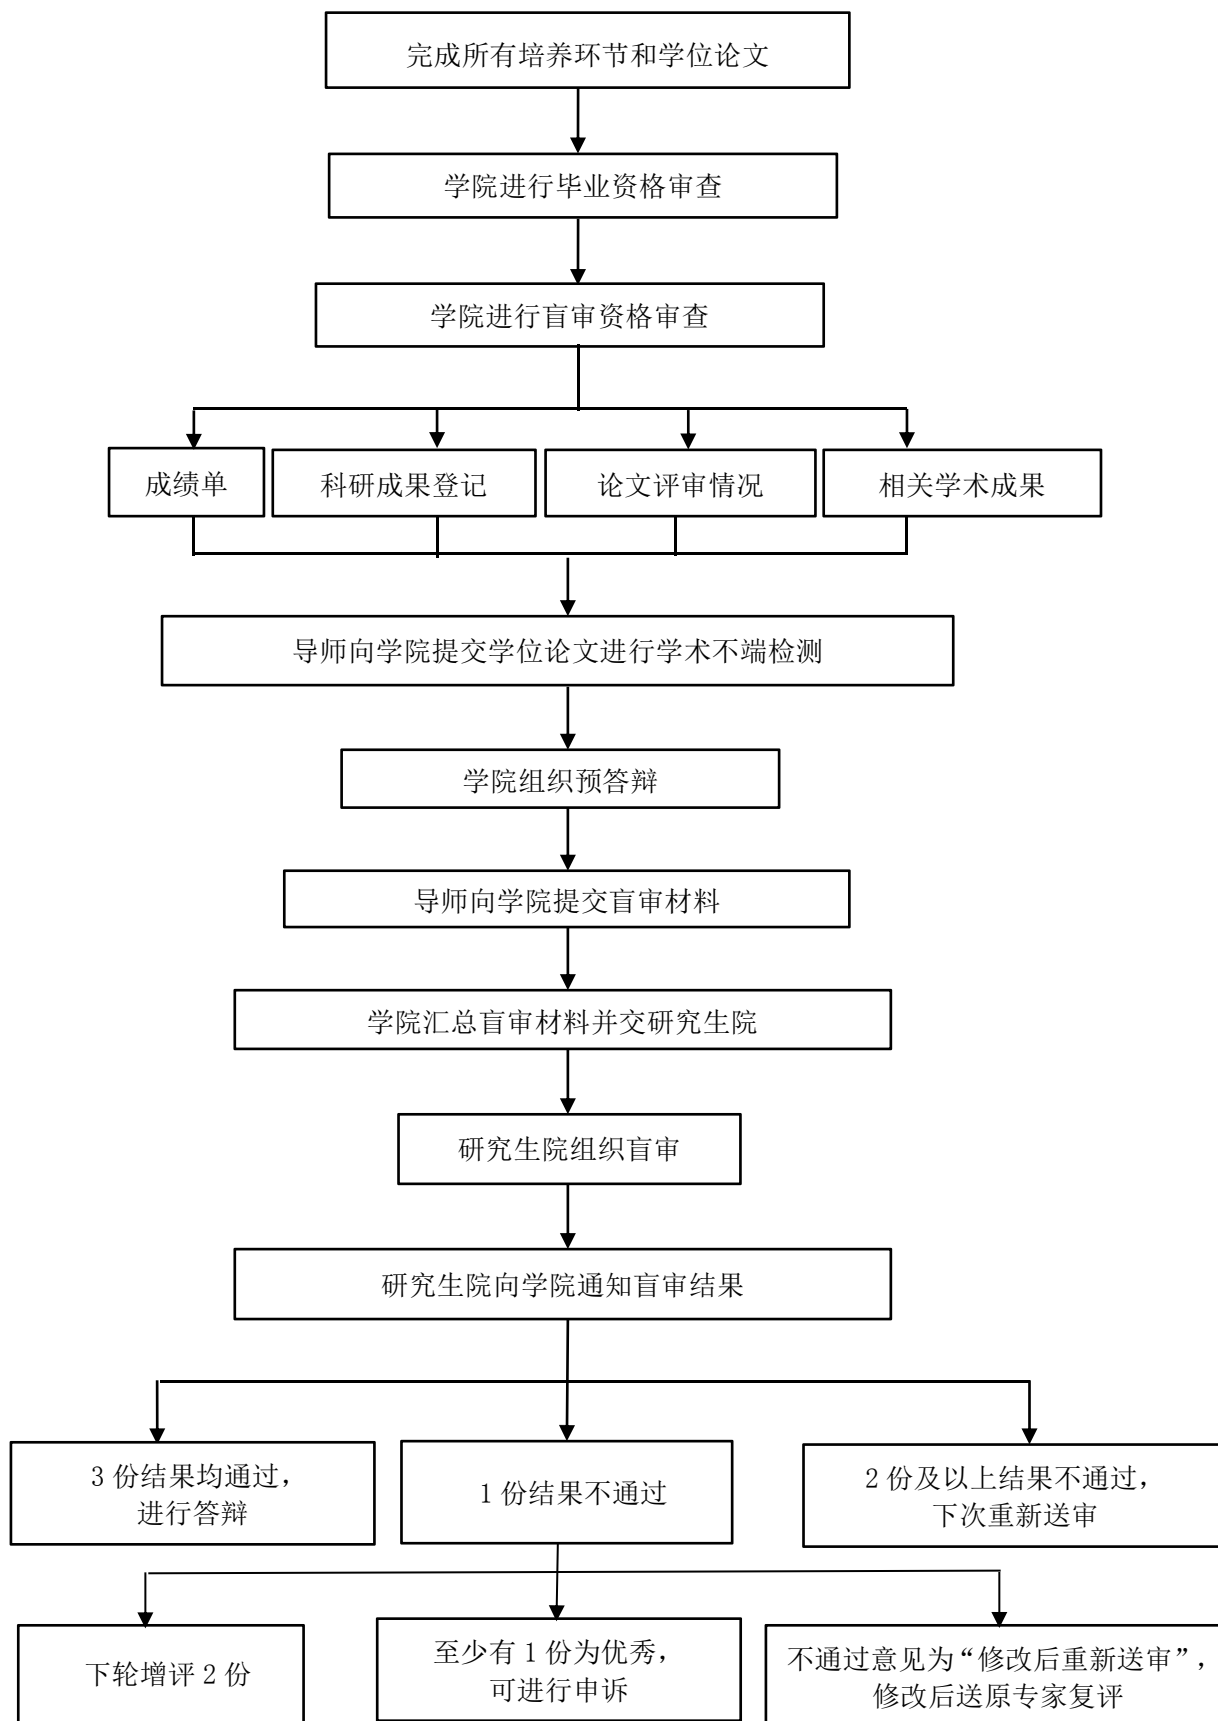 完成所有培养环节和学位论文
学院进行毕业资格审查
学院进行盲审资格审查
成绩单
科研成果登记
论文评审情况
相关学术成果
导师向学院提交学位论文进行学术不端检测
学院组织预答辩
导师向学院提交盲审材料
学院汇总盲审材料并交研究生院
研究生院组织盲审
研究生院向学院通知盲审结果
3 份结果均通过，
进行答辩
1 份结果不通过
2 份及以上结果不通过，
下次重新送审
下轮增评 2 份
至少有 1 份为优秀，
可进行申诉
不通过意见为“修改后重新送审”，
修改后送原专家复评